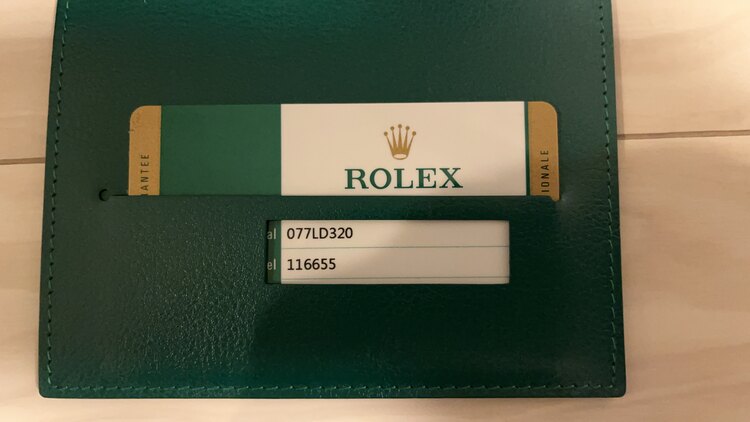 ANTEE
ROLEX
IONALE
al 077LD320
el 116655